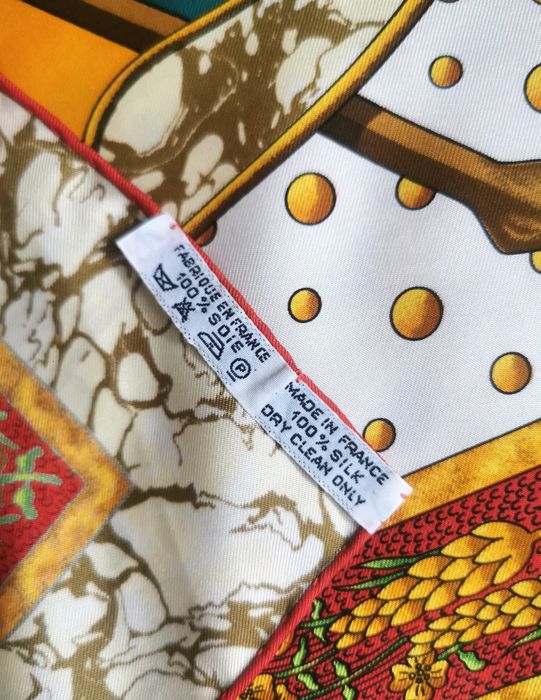 FABRIQUE EN FRANCE
100% SOIE
P
MADE IN FRANCE
100% SILK
DRY CLEAN ONLY